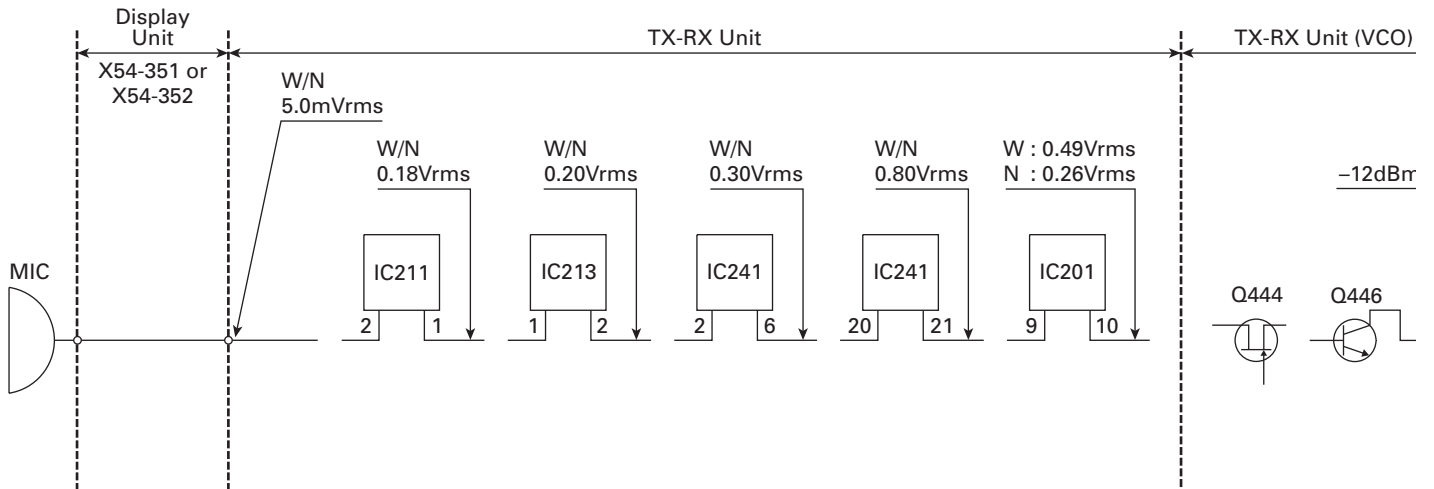 Display
Unit
TX-RX Unit
TX-RX Unit (VCO)
X54-351 or
X54-352
W/N
5.0mVrms
W/N
0.18Vrms
W/N
0.20Vrms
W/N
0.30Vrms
W/N
0.80Vrms
W : 0.49Vrms
N : 0.26Vrms
–12dBm
MIC
IC211
IC213
IC241
IC241
IC201
Q444
Q446
2 1
1 2
2 6
20 21
9 10